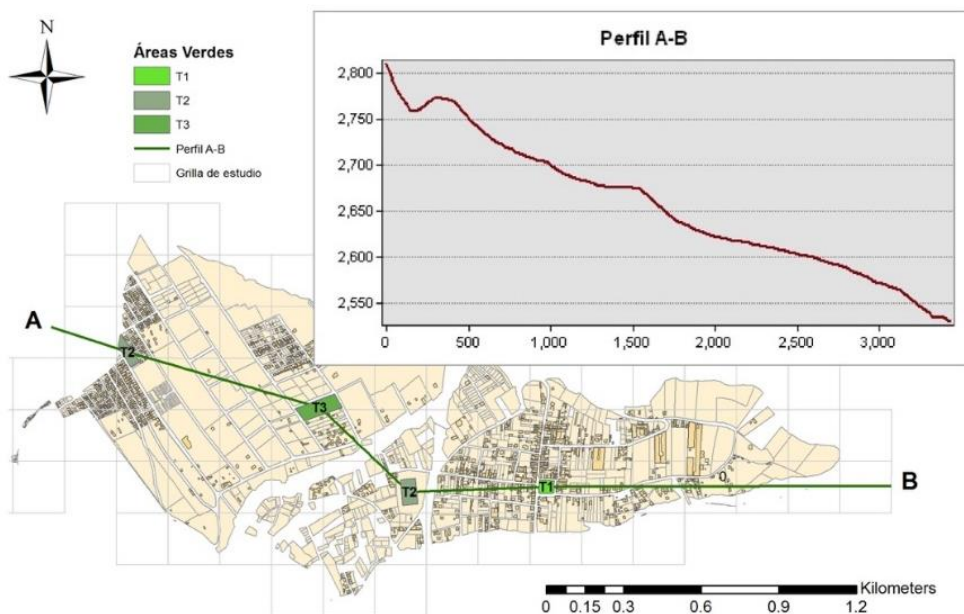 N
Áreas Verdes
T1
T2
T3
Perfil A-B
Grilla de estudio
Perfil A-B
2,800
2,750
2,700
2,650
2,600
2,550
0 500 1,000 1,500 2,000 2,500 3,000
A
T2
T3
T2
T1
0
B
Kilometers
0 0.15 0.3 0.6 0.9 1.2